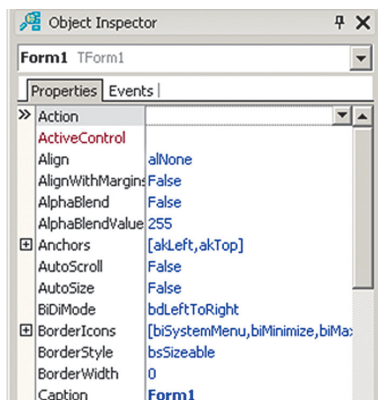 Object Inspector
Form1 TForm1
Properties Events
Action
ActiveControl
Align alNone
AlignWithMargins False
AlphaBlend False
AlphaBlendValue 255
Anchors [akLeft,akTop]
AutoScroll False
AutoSize False
BiDiMode bdLeftToRight
BorderIcons [biSystemMenu,biMinimize,biMax
BorderStyle bsSizeable
BorderWidth 0
Caption Form1